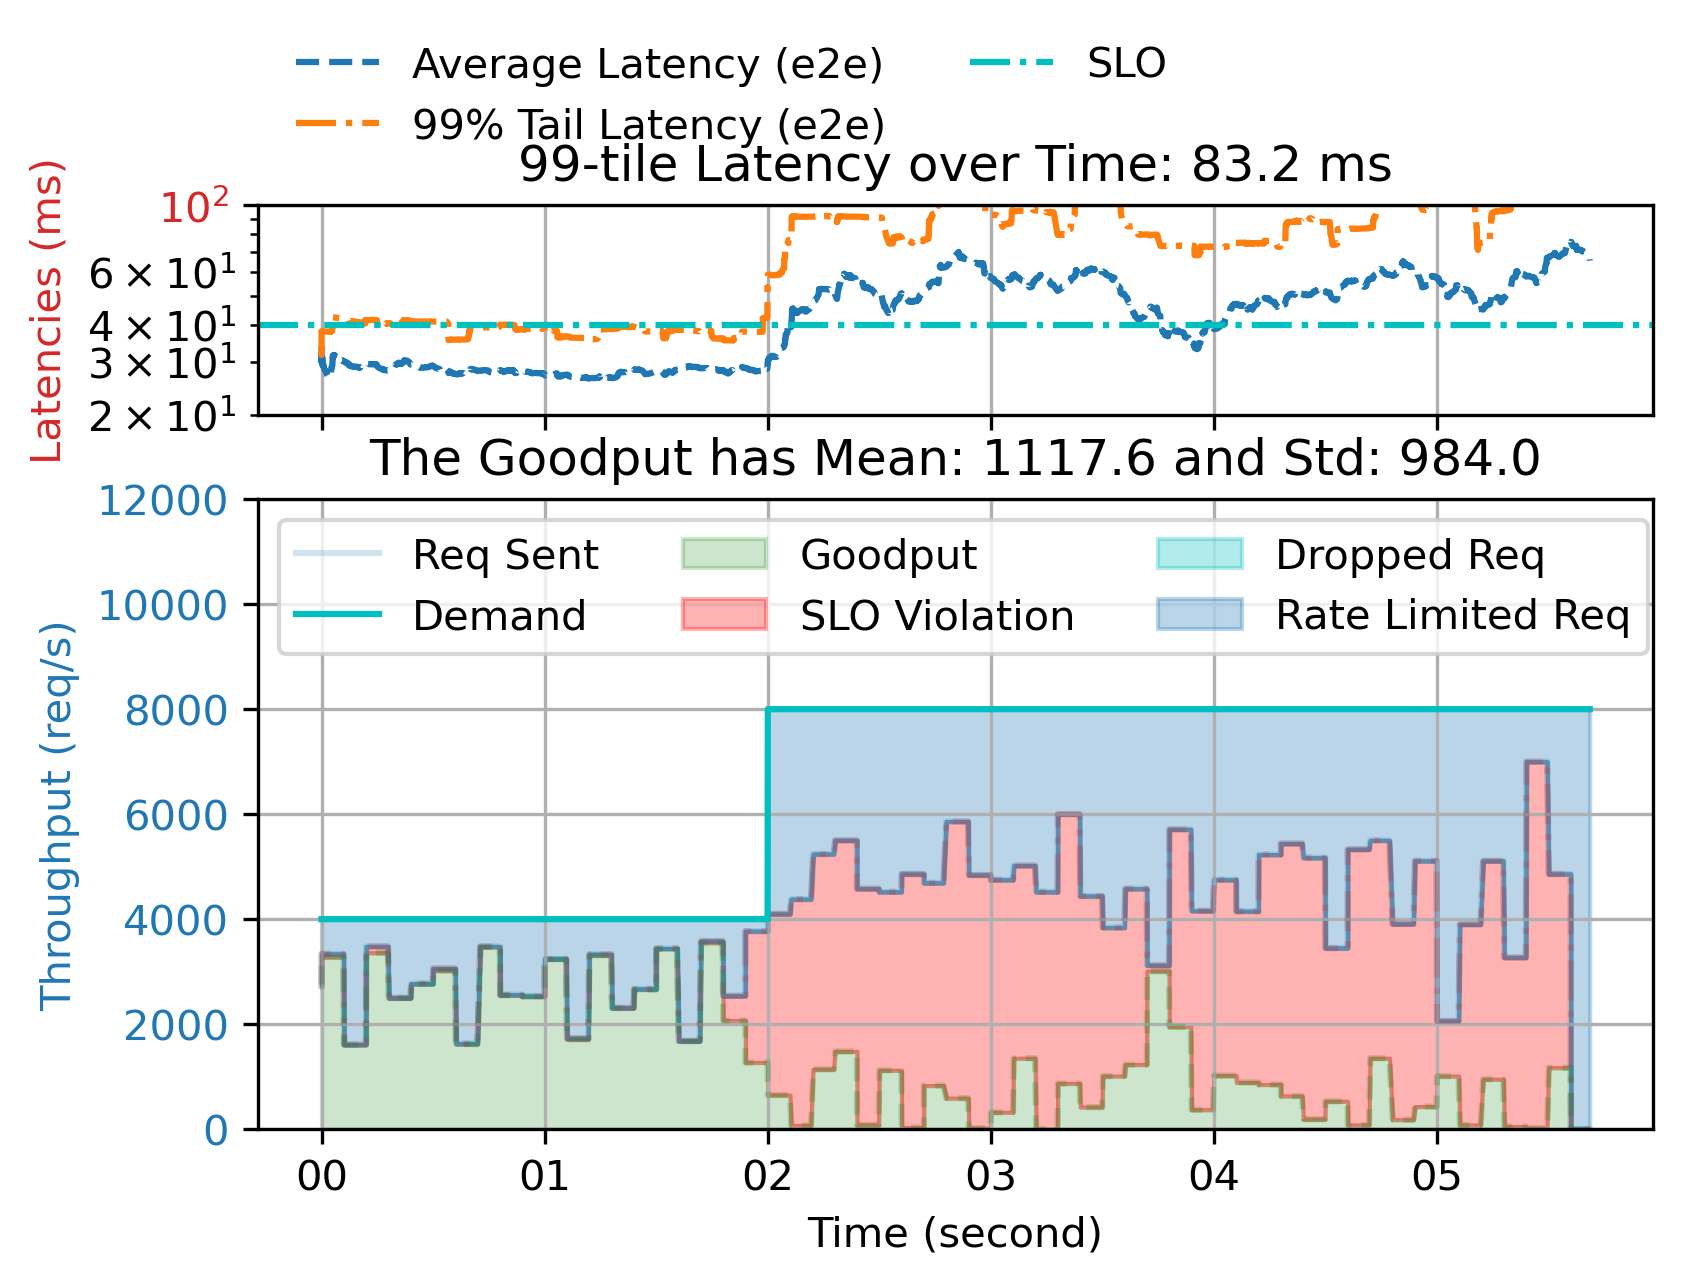 Average Latency (e2e)
SLO
99% Tail Latency (e2e)
99-tile Latency over Time: 83.2 ms
Latencies (ms)
10²
6 × 10¹
4 × 10¹
3 × 10¹
2 × 10¹
The Goodput has Mean: 1117.6 and Std: 984.0
Throughput (req/s)
12000
10000
8000
6000
4000
2000
0
Req Sent
Goodput
Dropped Req
Demand
SLO Violation
Rate Limited Req
00 01 02 03 04 05
Time (second)